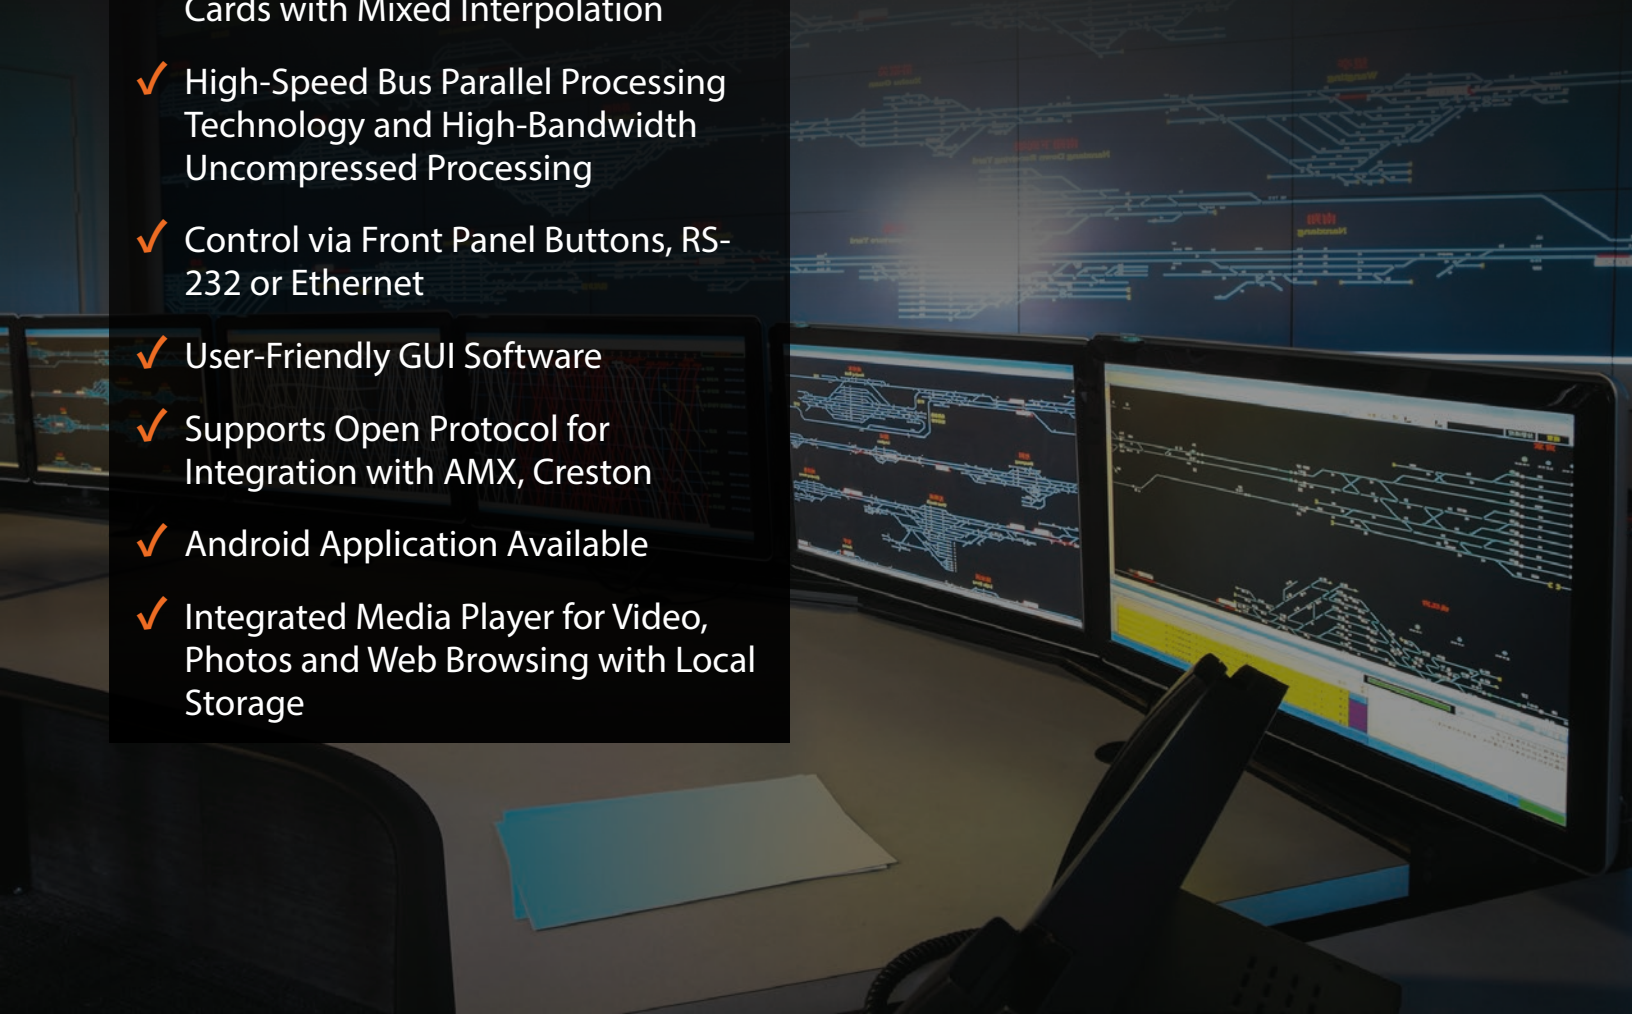 Cards with Mixed Interpolation
High-Speed Bus Parallel Processing
Technology and High-Bandwidth
Uncompressed Processing
Control via Front Panel Buttons, RS-
232 or Ethernet
User-Friendly GUI Software
Supports Open Protocol for
Integration with AMX, Creston
Android Application Available
Integrated Media Player for Video,
Photos and Web Browsing with Local
Storage